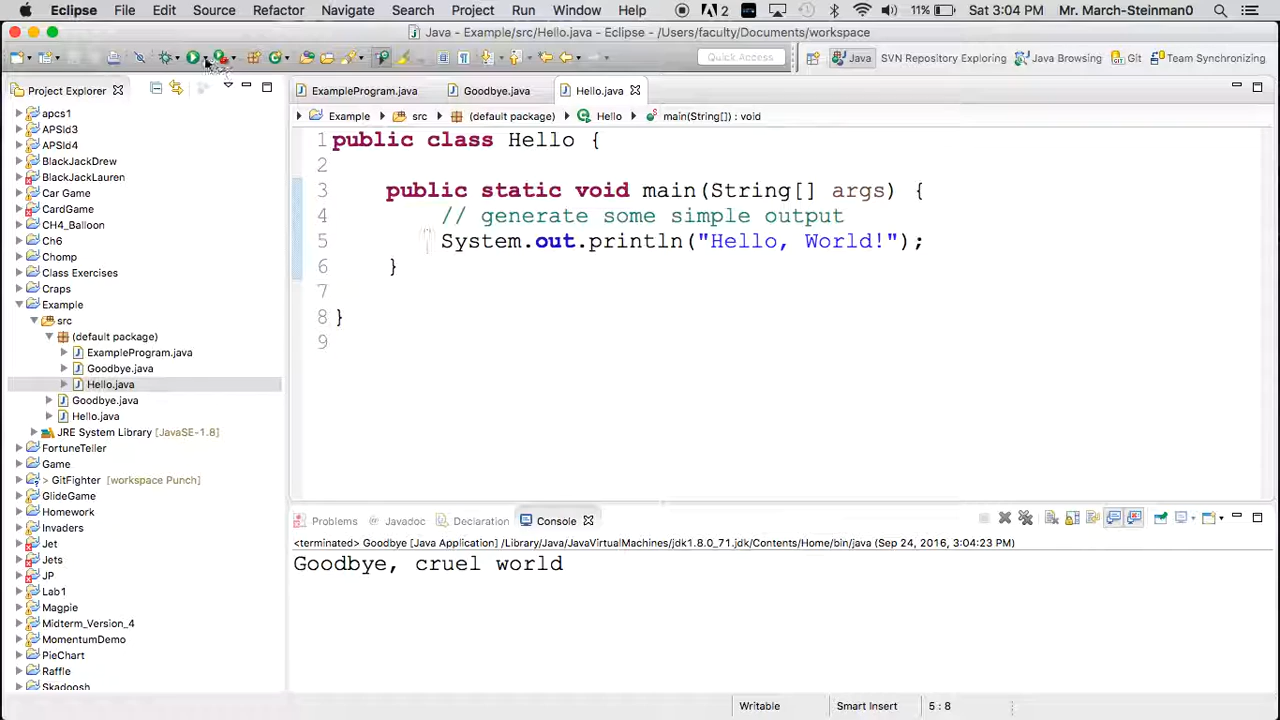 Eclipse File Edit Source Refactor Navigate Search Project Run Window Help 2 11% Sat 3:04 PM Mr. March-Steinman0
Java - Example/src/Hello.java - Eclipse - /Users/faculty/Documents/workspace
Quick Access Java SVN Repository Exploring Java Browsing Git Team Synchronizing
Project Explorer
ExampleProgram.java Goodbye.java Hello.java
Example src (default package) Hello main(String[]) : void
apcs1
APSId3
APSId4
BlackJackDrew
BlackJackLauren
Car Game
CardGame
CH4_Balloon
Ch6
Chomp
Class Exercises
Craps
Example
src
(default package)
ExampleProgram.java
Goodbye.java
Hello.java
Goodbye.java
Hello.java
JRE System Library [JavaSE-1.8]
FortuneTeller
Game
> GitFighter [workspace Punch]
GlideGame
Homework
Invaders
Jet
Jets
JP
Lab1
Magpie
Midterm_Version_4
MomentumDemo
PieChart
Raffle
Skadoosh
1 public class Hello {
2
3 public static void main(String[] args) {
4 // generate some simple output
5 System.out.println("Hello, World!");
6 }
7
8 }
9
Problems Javadoc Declaration Console
<terminated> Goodbye [Java Application] /Library/Java/JavaVirtualMachines/jdk1.8.0_71.jdk/Contents/Home/bin/java (Sep 24, 2016, 3:04:23 PM)
Goodbye, cruel world
Writable Smart Insert 5 : 8